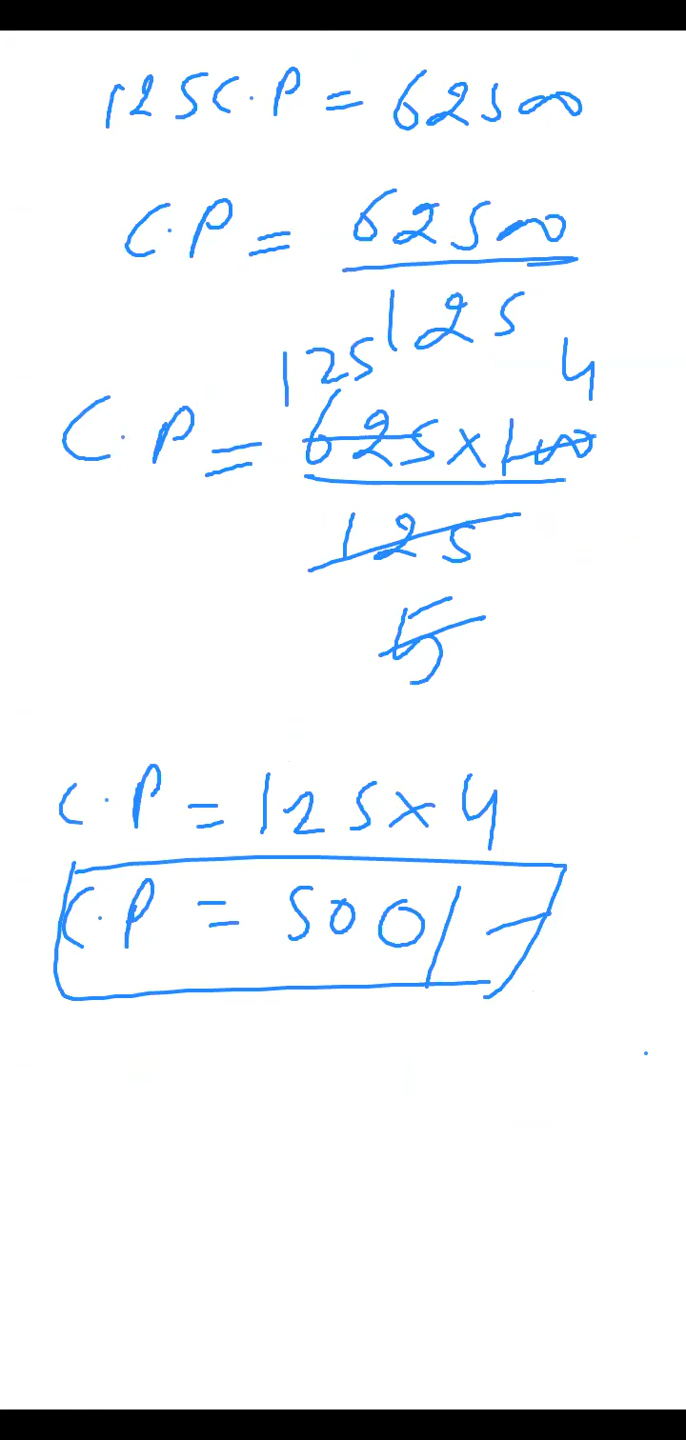 125C.P = 62500
C.P = 62500
125
125 4
C.P = 625×100
125
5
C.P = 125×4
C.P = 500/-